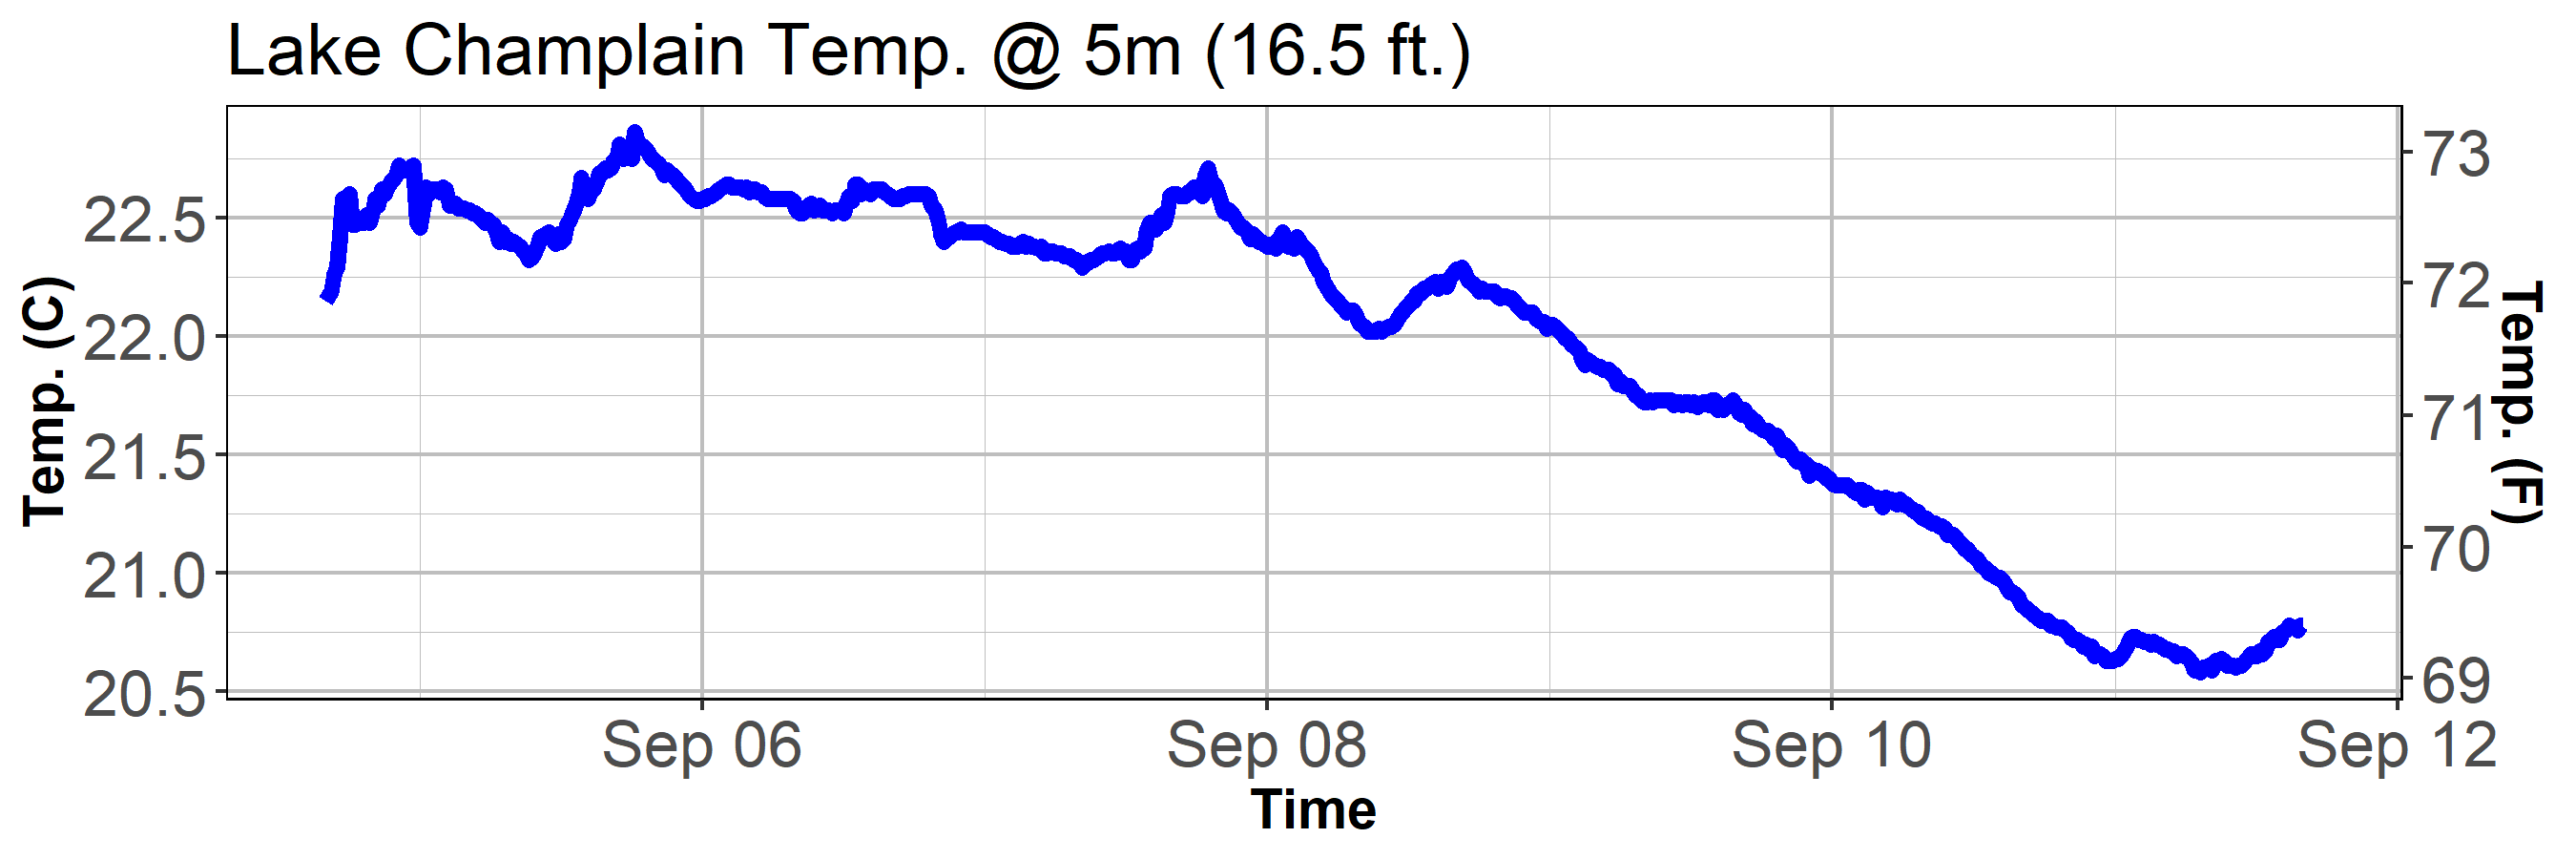 Lake Champlain Temp. @ 5m (16.5 ft.)
Temp. (C)
22.5
22.0
21.5
21.0
20.5
73
72
71
70
69
Temp. (F)
Sep 06
Sep 08
Sep 10
Sep 12
Time